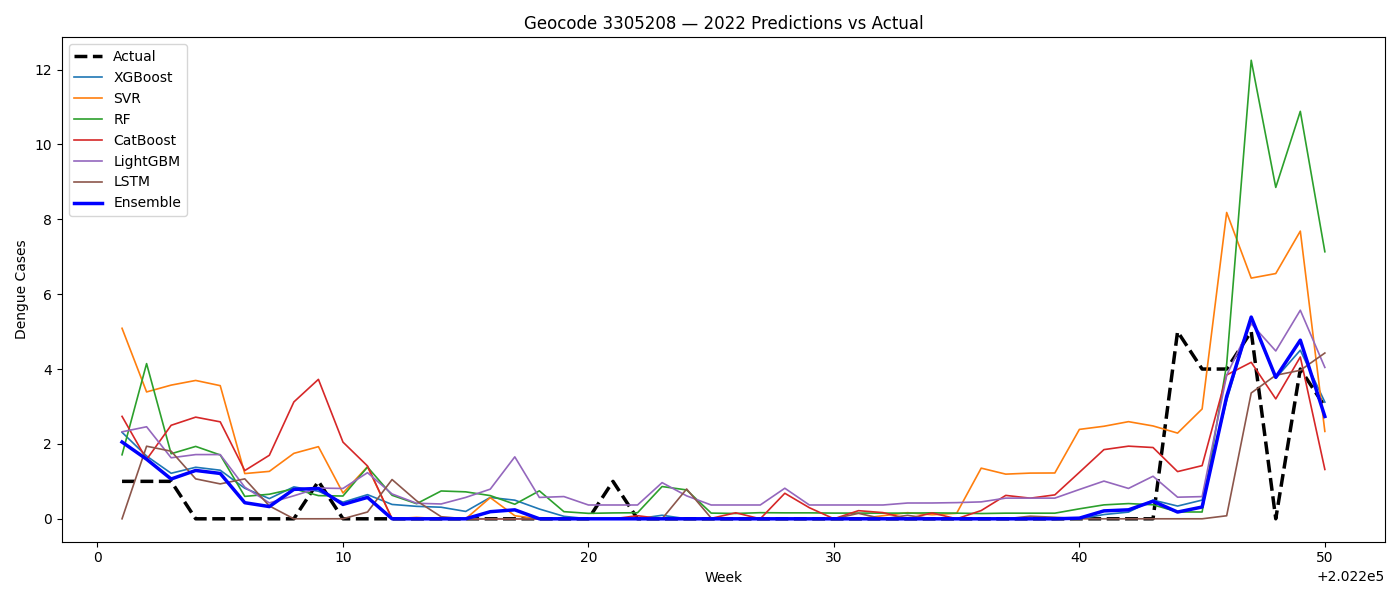 Geocode 3305208 — 2022 Predictions vs Actual
Actual
XGBoost
SVR
RF
CatBoost
LightGBM
LSTM
Ensemble
Dengue Cases
12
10
8
6
4
2
0
0 10 20 30 40 50
Week
+2.022e5